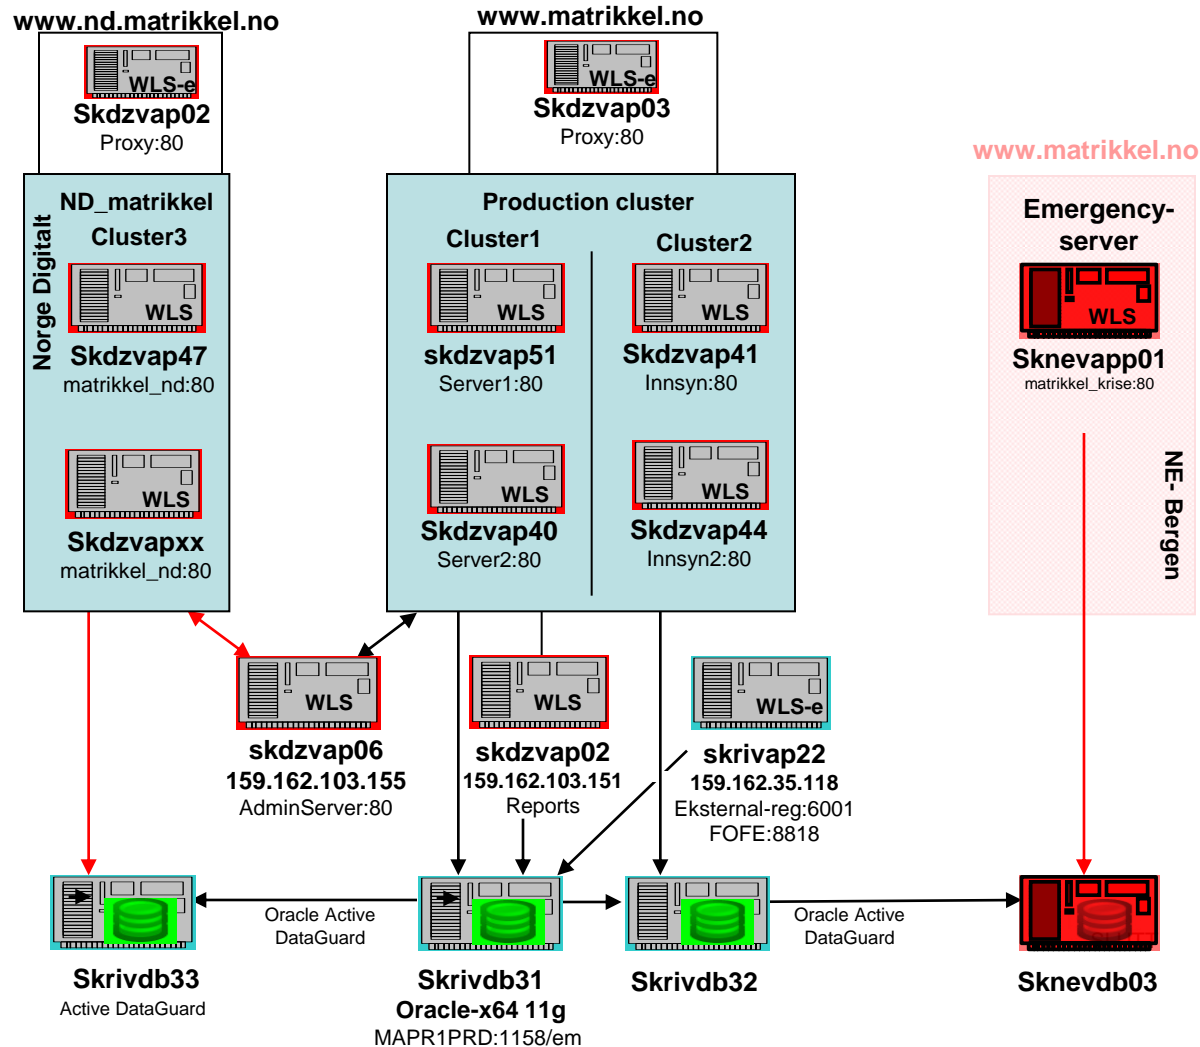 www.nd.matrikkel.no
WLS-e
Skdzvap02
Proxy:80
www.matrikkel.no
WLS-e
Skdzvap03
Proxy:80
www.matrikkel.no
Norge Digitalt
ND_matrikkel
Cluster3
WLS
Skdzvap47
matrikkel_nd:80
WLS
Skdzvapxx
matrikkel_nd:80
Production cluster
Cluster1
WLS
skdzvap51
Server1:80
WLS
Skdzvap40
Server2:80
Cluster2
WLS
Skdzvap41
Innsyn:80
WLS
Skdzvap44
Innsyn2:80
Emergency-
server
WLS
Sknevapp01
matrikkel_krise:80
NE- Bergen
WLS
skdzvap06
159.162.103.155
AdminServer:80
WLS
skdzvap02
159.162.103.151
Reports
WLS-e
skrivap22
159.162.35.118
Eksternal-reg:6001
FOFE:8818
Oracle Active
DataGuard
Oracle Active
DataGuard
Skrivdb33
Active DataGuard
Skrivdb31
Oracle-x64 11g
MAPR1PRD:1158/em
Skrivdb32
Sknevdb03